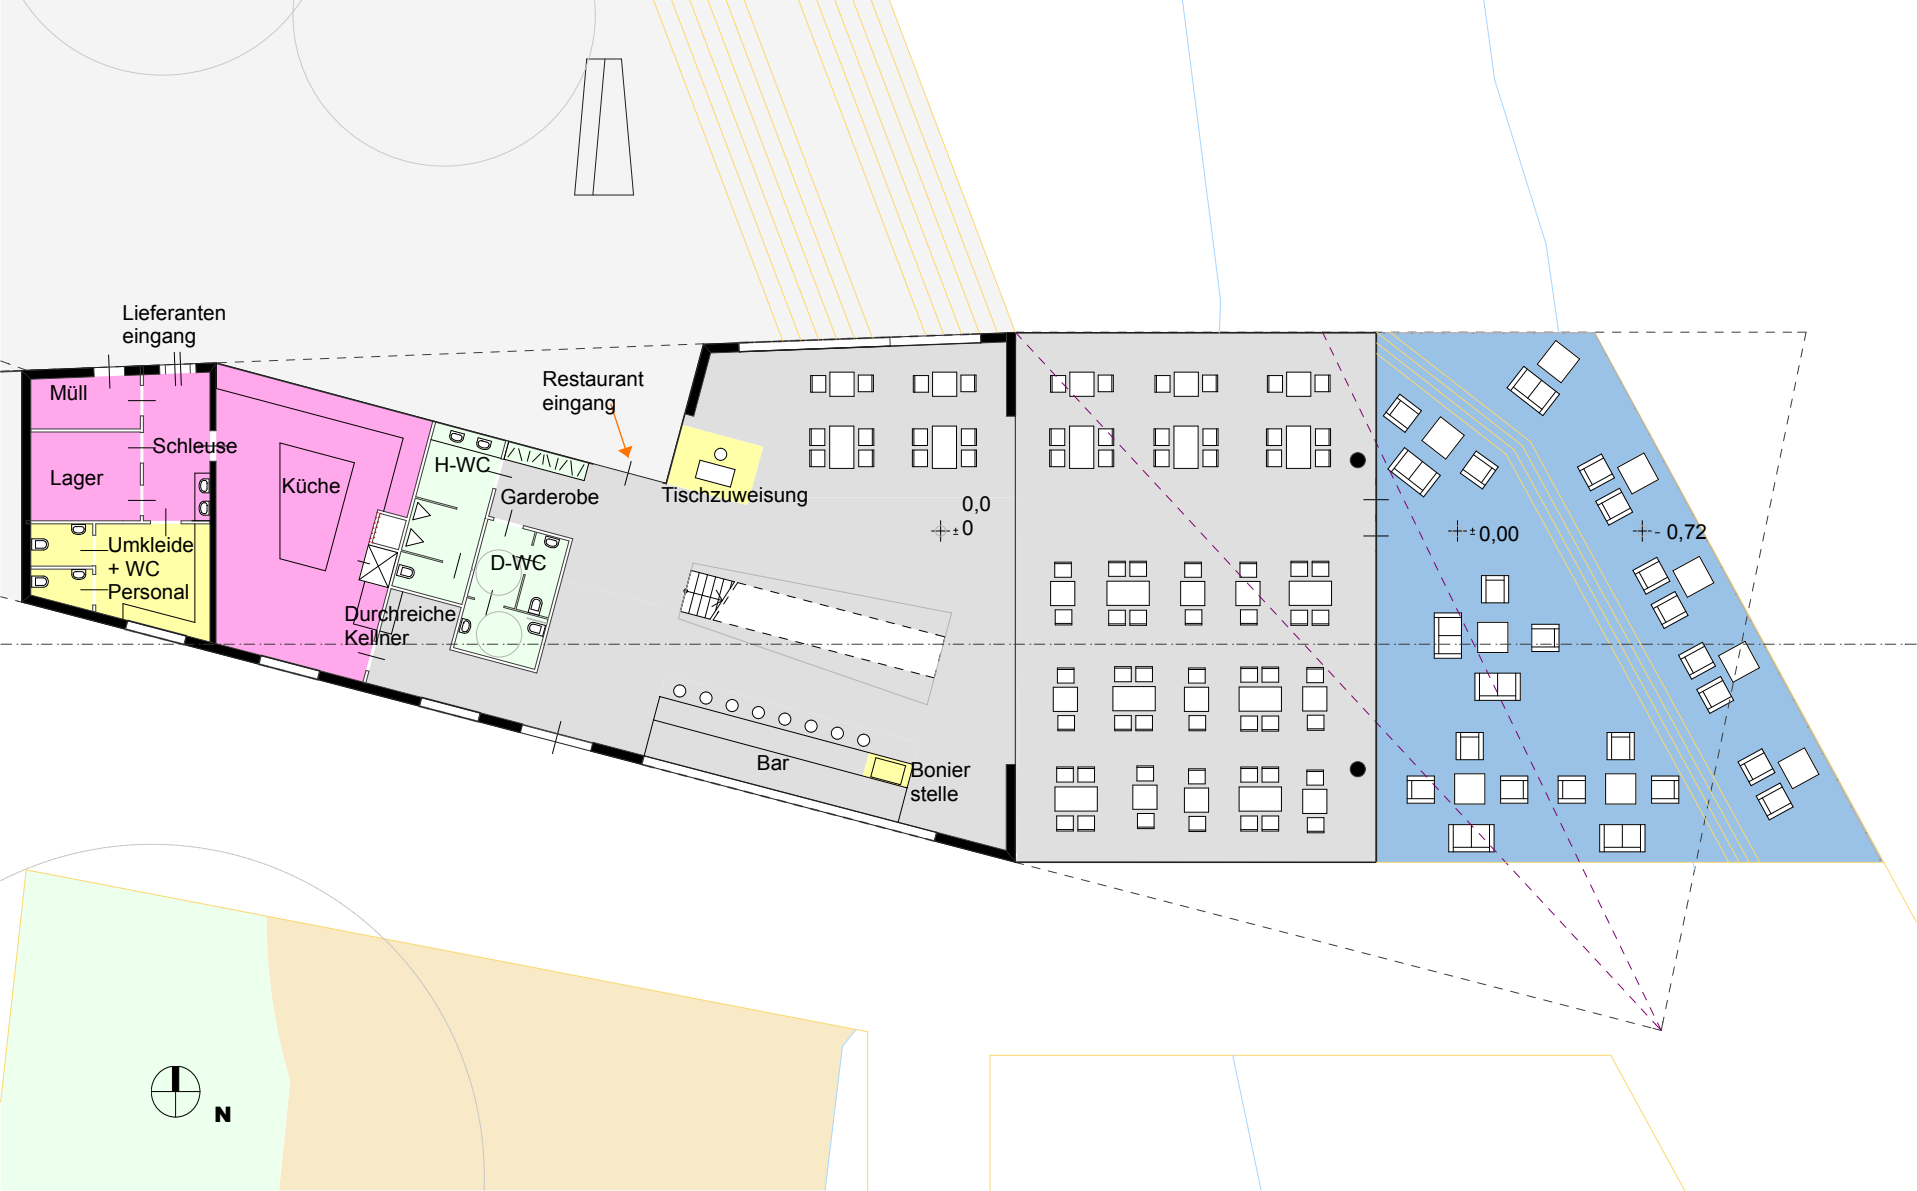 Lieferanten
eingang
Restaurant
eingang
Müll
Schleuse
H-WC
Lager
Küche
Garderobe
Tischzuweisung
0,0
± 0
± 0,00
- 0,72
Umkleide
+ WC
Personal
D-WC
Durchreiche
Kellner
Bar
Bonier
stelle
N